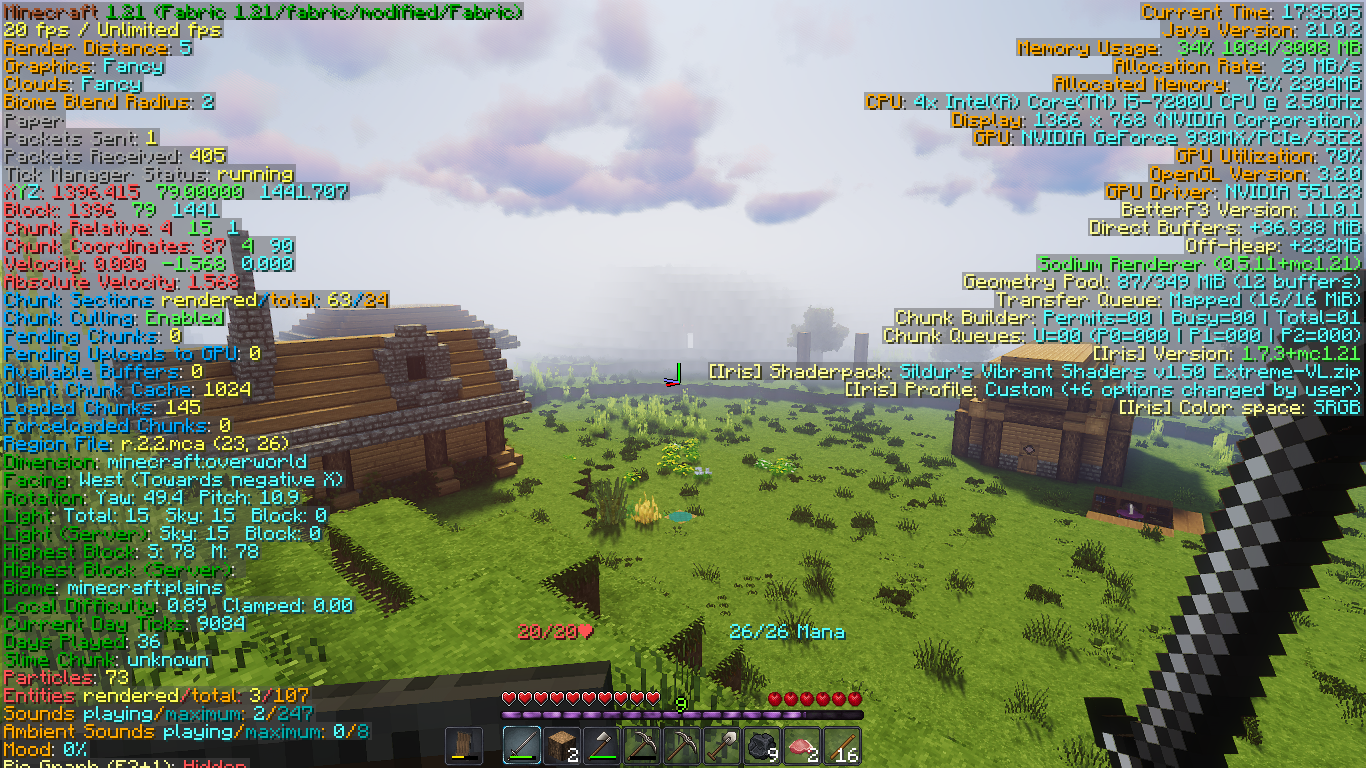 Minecraft 1.21 (Fabric 1.21/fabric/modified/Fabric)
20 fps / Unlimited fps
Render Distance: 5
Graphics: Fancy
Clouds: Fancy
Biome Blend Radius: 2
Paper
Packets Sent: 1
Packets Received: 405
Tick Manager Status: running
XYZ: 1396.415 79.00000 1441.707
Block: 1396 79 1441
Chunk Relative: 4 15 1
Chunk Coordinates: 87 4 90
Velocity: 0.000 -1.568 0.000
Absolute Velocity: 1.568
Chunk Sections rendered/total: 63/24
Chunk Culling: Enabled
Pending Chunks: 0
Pending Uploads to GPU: 0
Available Buffers: 0
Client Chunk Cache: 1024
Loaded Chunks: 145
Forceloaded Chunks: 0
Region File: r.2.2.mca (23, 26)
Dimension: minecraft:overworld
Facing: West (Towards negative X)
Rotation: Yaw: 49.4 Pitch: 10.9
Light: Total: 15 Sky: 15 Block: 0
Light (Server): Sky: 15 Block: 0
Highest Block: S: 78 M: 78
Highest Block (Server):
Biome: minecraft:plains
Local Difficulty: 0.89 Clamped: 0.00
Current Day Ticks: 9084
Days Played: 36
Slime Chunk: unknown
Particles: 73
Entities rendered/total: 3/107
Sounds playing/maximum: 2/247
Ambient Sounds playing/maximum: 0/8
Mood: 0%
Pie Graph (F3+1): Hidden
Current Time: 17:35:05
Java Version: 21.0.2
Memory Usage: 34% 1034/3008 MB
Allocation Rate: 29 MB/s
Allocated Memory: 76% 2304MB
CPU: 4x Intel(R) Core(TM) i5-7200U CPU @ 2.50GHz
Display: 1366 x 768 (NVIDIA Corporation)
GPU: NVIDIA GeForce 930MX/PCIe/SSE2
GPU Utilization: 70%
OpenGL Version: 3.2.0
GPU Driver: NVIDIA 551.23
BetterF3 Version: 11.0.1
Direct Buffers: +36.938 MiB
Off-Heap: +232MB
Sodium Renderer (0.5.11+mc1.21)
Geometry Pool: 87/349 MiB (12 buffers)
Transfer Queue: Mapped (16/16 MiB)
Chunk Builder: Permits=00 | Busy=00 | Total=01
Chunk Queues: U=00 (P0=000 | P1=000 | P2=000)
[Iris] Version: 1.7.3+mc1.21
[Iris] Shaderpack: Sildur's Vibrant Shaders v1.50 Extreme-VL.zip
[Iris] Profile: Custom (+6 options changed by user)
[Iris] Color space: SRGB
20/20❤ 26/26 Mana
9
2 9 2 16